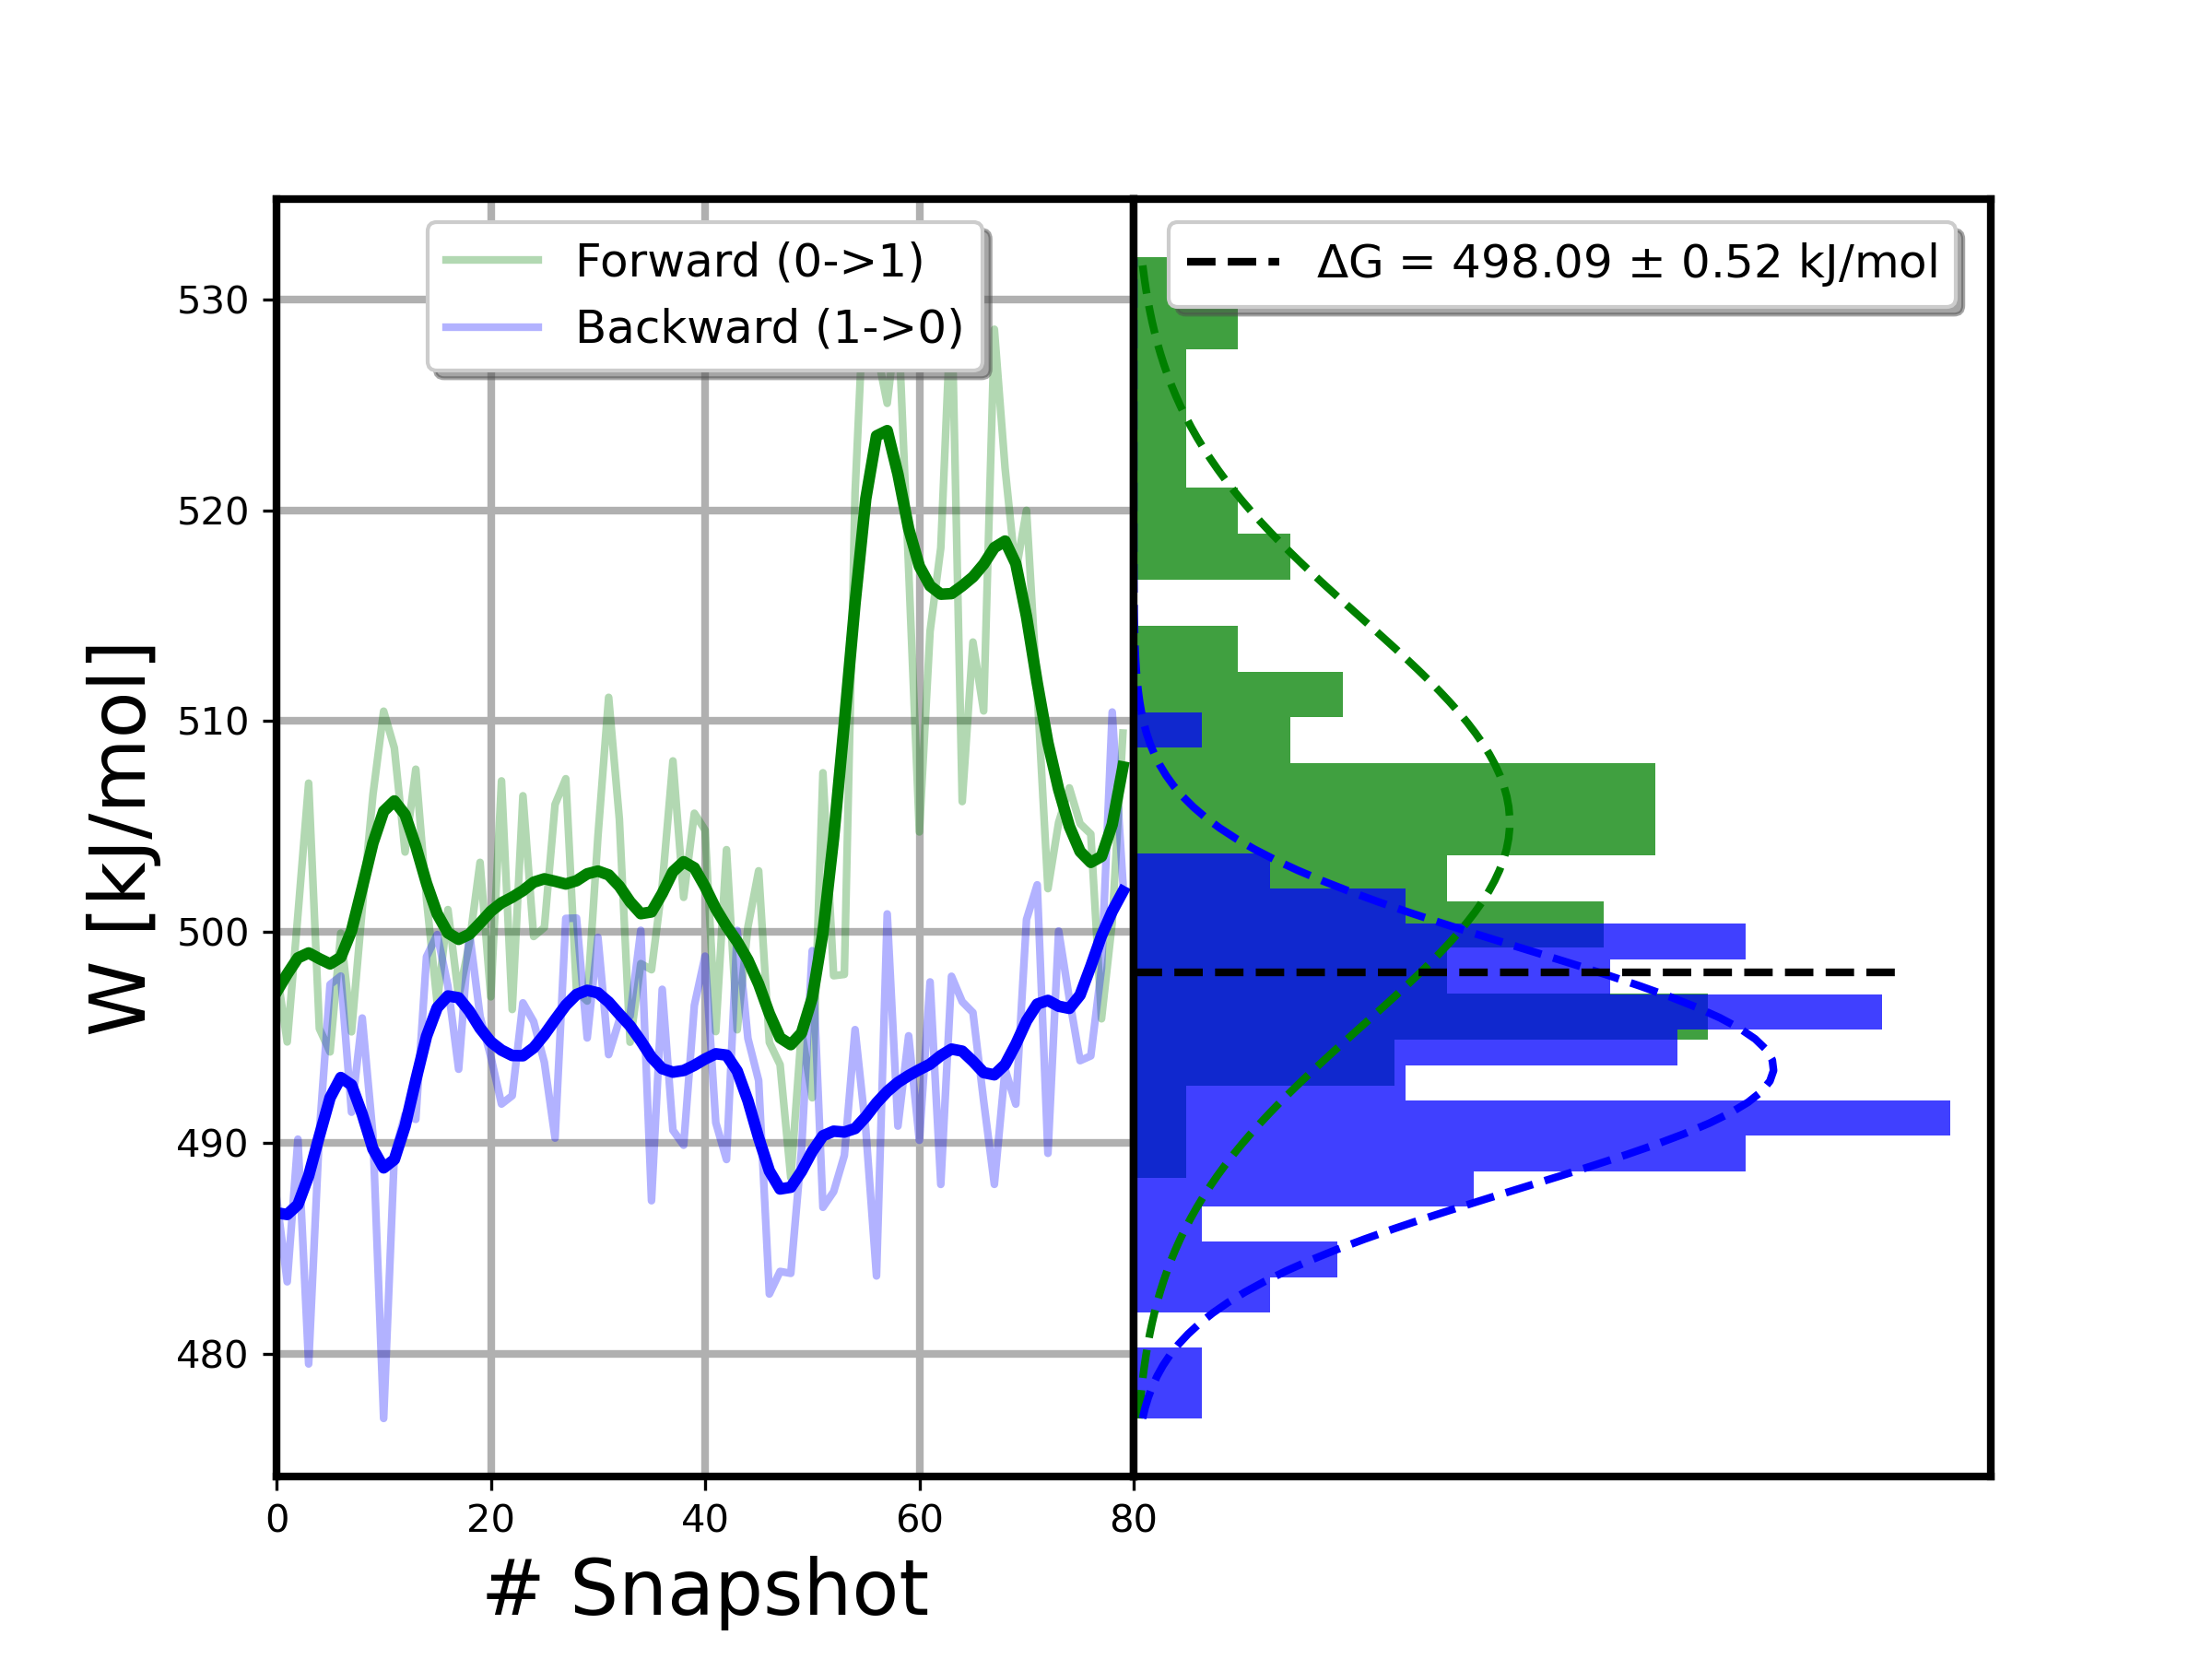 Forward (0->1)
Backward (1->0)
ΔG = 498.09 ± 0.52 kJ/mol
W [kJ/mol]
530
520
510
500
490
480
0 20 40 60 80
# Snapshot